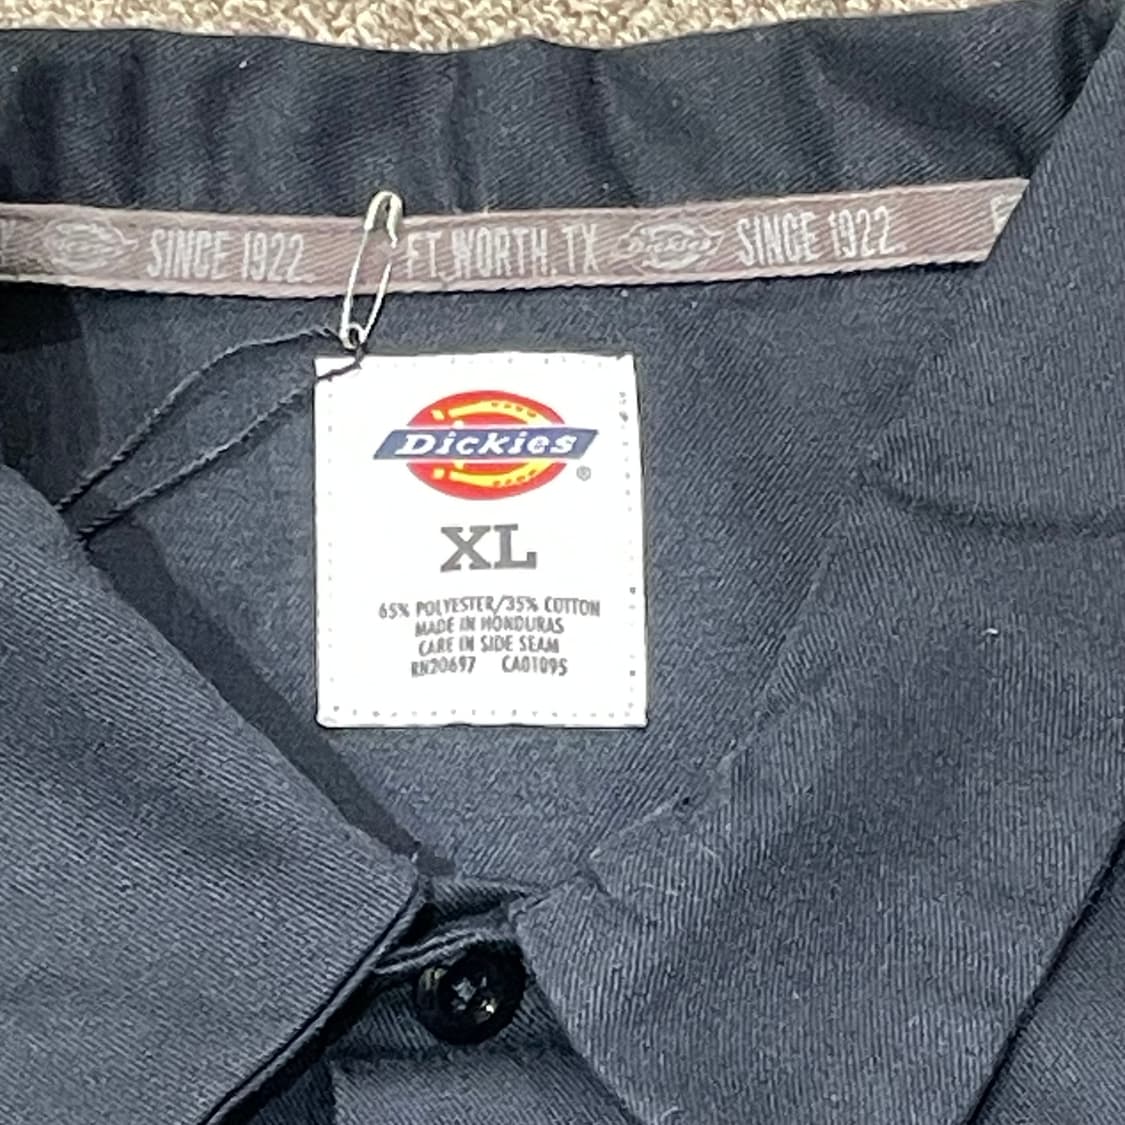 SINCE 1922. FT. WORTH, TX Dickies SINCE 1922.
Dickies
®
XL
65% POLYESTER/35% COTTON
MADE IN HONDURAS
CARE IN SIDE SEAM
RN20697 CA01095